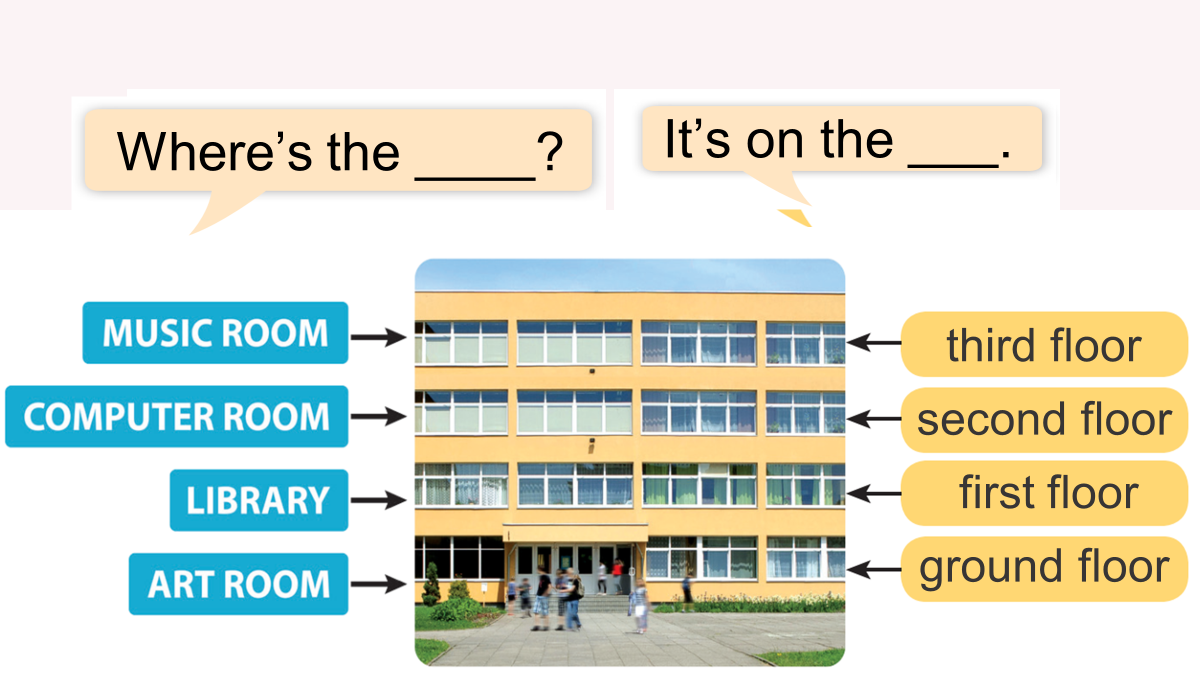 Where’s the _____?
It’s on the ___.
MUSIC ROOM
third floor
COMPUTER ROOM
second floor
LIBRARY
first floor
ART ROOM
ground floor